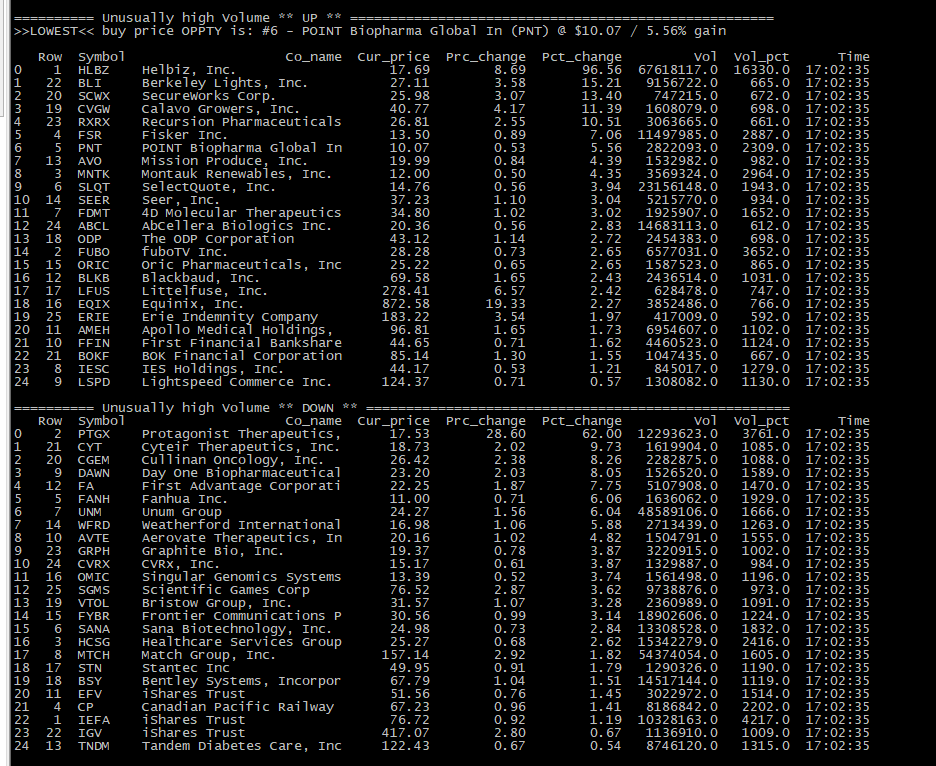 ========== Unusually high Volume ** UP ** =====================================================
>>LOWEST<< buy price OPPTY is: #6 - POINT Biopharma Global In (PNT) @ $10.07 / 5.56% gain
Row Symbol Co_name Cur_price Prc_change Pct_change Vol Vol_pct Time
0 1 HLBZ Helbiz, Inc. 17.69 8.69 96.56 67618117.0 16330.0 17:02:35
1 22 BLI Berkeley Lights, Inc. 27.11 3.58 15.21 9156722.0 665.0 17:02:35
2 20 SCWX SecureWorks Corp. 25.98 3.07 13.40 747215.0 672.0 17:02:35
3 19 CVGW Calavo Growers, Inc. 40.77 4.17 11.39 1608079.0 698.0 17:02:35
4 23 RXRX Recursion Pharmaceuticals 26.81 2.55 10.51 3063665.0 661.0 17:02:35
5 4 FSR Fisker Inc. 13.50 0.89 7.06 11497985.0 2887.0 17:02:35
6 5 PNT POINT Biopharma Global In 10.07 0.53 5.56 2822093.0 2309.0 17:02:35
7 13 AVO Mission Produce, Inc. 19.99 0.84 4.39 1532982.0 982.0 17:02:35
8 3 MNTK Montauk Renewables, Inc. 12.00 0.50 4.35 3569324.0 2964.0 17:02:35
9 6 SLQT SelectQuote, Inc. 14.76 0.56 3.94 23156148.0 1943.0 17:02:35
10 14 SEER Seer, Inc. 37.23 1.10 3.04 5215770.0 934.0 17:02:35
11 7 FDMT 4D Molecular Therapeutics 34.80 1.02 3.02 1925907.0 1652.0 17:02:35
12 24 ABCL AbCellera Biologics Inc. 20.36 0.56 2.83 14683113.0 612.0 17:02:35
13 18 ODP The ODP Corporation 43.12 1.14 2.72 2454383.0 698.0 17:02:35
14 2 FUBO fuboTV Inc. 28.28 0.73 2.65 6577031.0 3652.0 17:02:35
15 15 ORIC Oric Pharmaceuticals, Inc 25.22 0.65 2.65 1587523.0 865.0 17:02:35
16 12 BLKB Blackbaud, Inc. 69.58 1.65 2.43 2436514.0 1031.0 17:02:35
17 17 LFUS Littelfuse, Inc. 278.41 6.57 2.42 628478.0 747.0 17:02:35
18 16 EQIX Equinix, Inc. 872.58 19.33 2.27 3852486.0 766.0 17:02:35
19 25 ERIE Erie Indemnity Company 183.22 3.54 1.97 417009.0 592.0 17:02:35
20 11 AMEH Apollo Medical Holdings, 96.81 1.65 1.73 6954607.0 1102.0 17:02:35
21 10 FFIN First Financial Bankshare 44.65 0.71 1.62 4460523.0 1124.0 17:02:35
22 21 BOKF BOK Financial Corporation 85.14 1.30 1.55 1047435.0 667.0 17:02:35
23 8 IESC IES Holdings, Inc. 44.17 0.53 1.21 845017.0 1279.0 17:02:35
24 9 LSPD Lightspeed Commerce Inc. 124.37 0.71 0.57 1308082.0 1130.0 17:02:35
========== Unusually high Volume ** DOWN ** =====================================================
Row Symbol Co_name Cur_price Prc_change Pct_change Vol Vol_pct Time
0 2 PTGX Protagonist Therapeutics, 17.53 28.60 62.00 12293623.0 3761.0 17:02:35
1 21 CYT Cyteir Therapeutics, Inc. 18.73 2.02 9.73 1619904.0 1085.0 17:02:35
2 20 CGEM Cullinan Oncology, Inc. 26.42 2.38 8.26 2282875.0 1088.0 17:02:35
3 9 DAWN Day One Biopharmaceutical 23.20 2.03 8.05 1526520.0 1589.0 17:02:35
4 12 FA First Advantage Corporati 22.25 1.87 7.75 5107908.0 1470.0 17:02:35
5 5 FANH Fanhua Inc. 11.00 0.71 6.06 1636062.0 1929.0 17:02:35
6 7 UNM Unum Group 24.27 1.56 6.04 48589106.0 1666.0 17:02:35
7 14 WFRD Weatherford International 16.98 1.06 5.88 2713439.0 1263.0 17:02:35
8 10 AVTE Aerovate Therapeutics, In 20.16 1.02 4.82 1504791.0 1555.0 17:02:35
9 23 GRPH Graphite Bio, Inc. 19.37 0.78 3.87 3220915.0 1002.0 17:02:35
10 24 CVRX CVRx, Inc. 15.17 0.61 3.87 1329887.0 984.0 17:02:35
11 16 OMIC Singular Genomics Systems 13.39 0.52 3.74 1561498.0 1196.0 17:02:35
12 25 SGMS Scientific Games Corp 76.52 2.87 3.62 9738876.0 973.0 17:02:35
13 19 VTOL Bristow Group, Inc. 31.57 1.07 3.28 2360989.0 1091.0 17:02:35
14 15 FYBR Frontier Communications P 30.56 0.99 3.14 18902606.0 1224.0 17:02:35
15 6 SANA Sana Biotechnology, Inc. 24.98 0.73 2.84 13308528.0 1832.0 17:02:35
16 3 HCSG Healthcare Services Group 25.27 0.68 2.62 15342279.0 2416.0 17:02:35
17 8 MTCH Match Group, Inc. 157.14 2.92 1.82 54374054.0 1605.0 17:02:35
18 17 STN Stantec Inc 49.95 0.91 1.79 1290326.0 1190.0 17:02:35
19 18 BSY Bentley Systems, Incorpor 67.79 1.04 1.51 14517144.0 1119.0 17:02:35
20 11 EFV iShares Trust 51.56 0.76 1.45 3022972.0 1514.0 17:02:35
21 4 CP Canadian Pacific Railway 67.23 0.96 1.41 8186842.0 2202.0 17:02:35
22 1 IEFA iShares Trust 76.72 0.92 1.19 10328163.0 4217.0 17:02:35
23 22 IGV iShares Trust 417.07 2.80 0.67 1136910.0 1009.0 17:02:35
24 13 TNDM Tandem Diabetes Care, Inc 122.43 0.67 0.54 8746120.0 1315.0 17:02:35